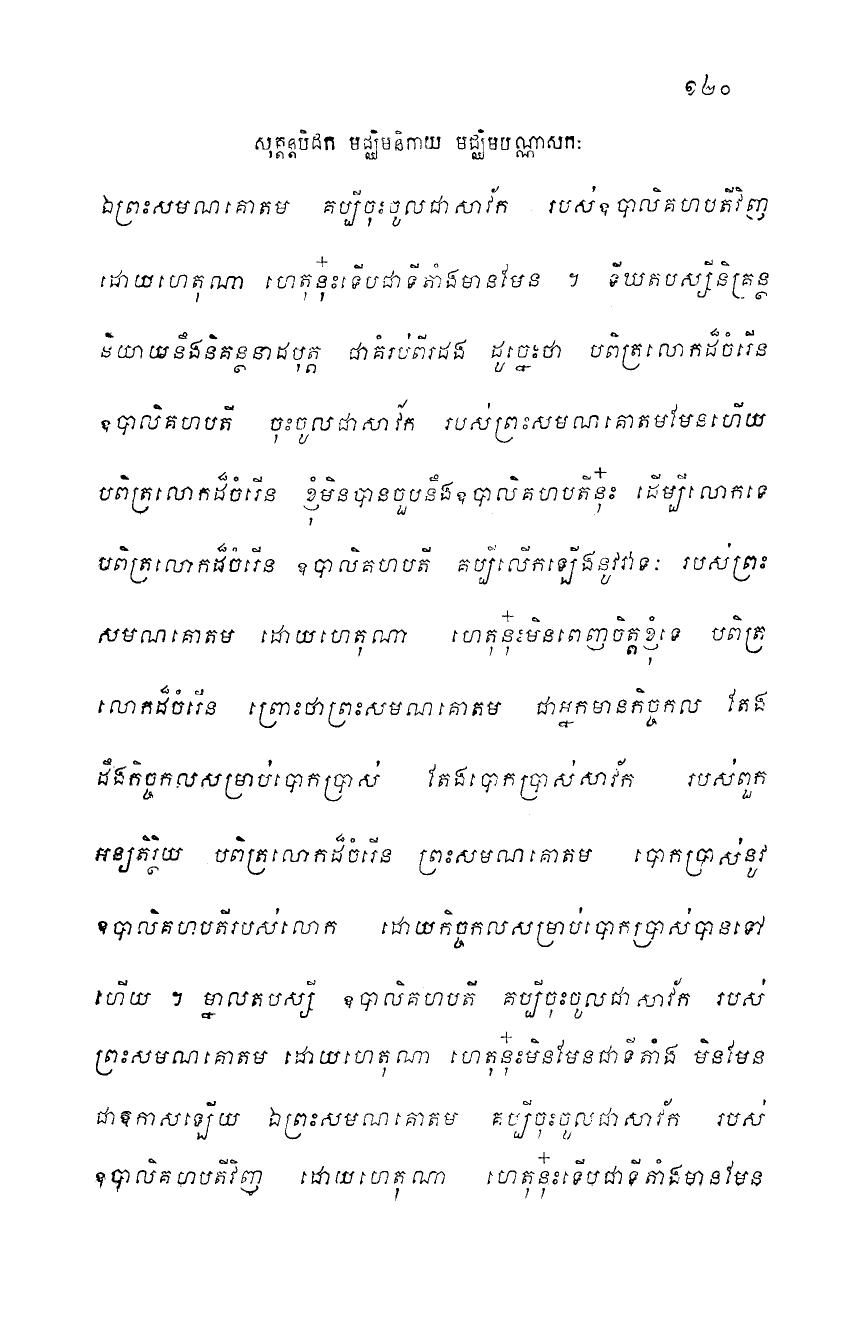 ១២០
សុត្តន្តបិដក មជ្ឈិមនិកាយ មជ្ឈិមបណ្ណាសកៈ
ឯព្រះសមណគោតម គប្បីចុះចូលជាសាវ័ក របស់ឧបាលិគហបតីវិញ
ដោយហេតុណា ហេតុនុ៎ះទើបជាទីតាំងមានមែន ។ ទីឃតបស្សីនិគ្រន្ថ
និយាយនឹងនិគន្ថនាដបុត្ត ជាគំរប់ពីរដង ដូច្នេះថា បពិត្រលោកដ៏ចំរើន
ឧបាលិគហបតី ចុះចូលជាសាវ័ក របស់ព្រះសមណគោតមមែនហើយ
បពិត្រលោកដ៏ចំរើន ខ្ញុំមិនបានចួបនឹងឧបាលិគហបតីនុ៎ះ ដើម្បីលោកទេ
បពិត្រលោកដ៏ចំរើន ឧបាលិគហបតី គប្បីលើកឡើងនូវវាទៈ របស់ព្រះ
សមណគោតម ដោយហេតុណា ហេតុនុ៎ះមិនពេញចិត្តខ្ញុំទេ បពិត្រ
លោកដ៏ចំរើន ព្រោះថាព្រះសមណគោតម ជាអ្នកមានកិច្ចកល តែង
ដឹងកិច្ចកលសម្រាប់បោកប្រាស់ តែងបោកប្រាស់សាវ័ក របស់ពួក
អន្យតិរ្ថិយ បពិត្រលោកដ៏ចំរើន ព្រះសមណគោតម បោកប្រាស់នូវ
ឧបាលិគហបតីរបស់លោក ដោយកិច្ចកលសម្រាប់បោកប្រាស់បានទៅ
ហើយ ។ ម្នាលតបស្សី ឧបាលិគហបតី គប្បីចុះចូលជាសាវ័ក របស់
ព្រះសមណគោតម ដោយហេតុណា ហេតុនុ៎ះមិនមែនជាទីតាំង មិនមែន
ជាឱកាសឡើយ ឯព្រះសមណគោតម គប្បីចុះចូលជាសាវ័ក របស់
ឧបាលិគហបតីវិញ ដោយហេតុណា ហេតុនុ៎ះទើបជាទីតាំងមានមែន